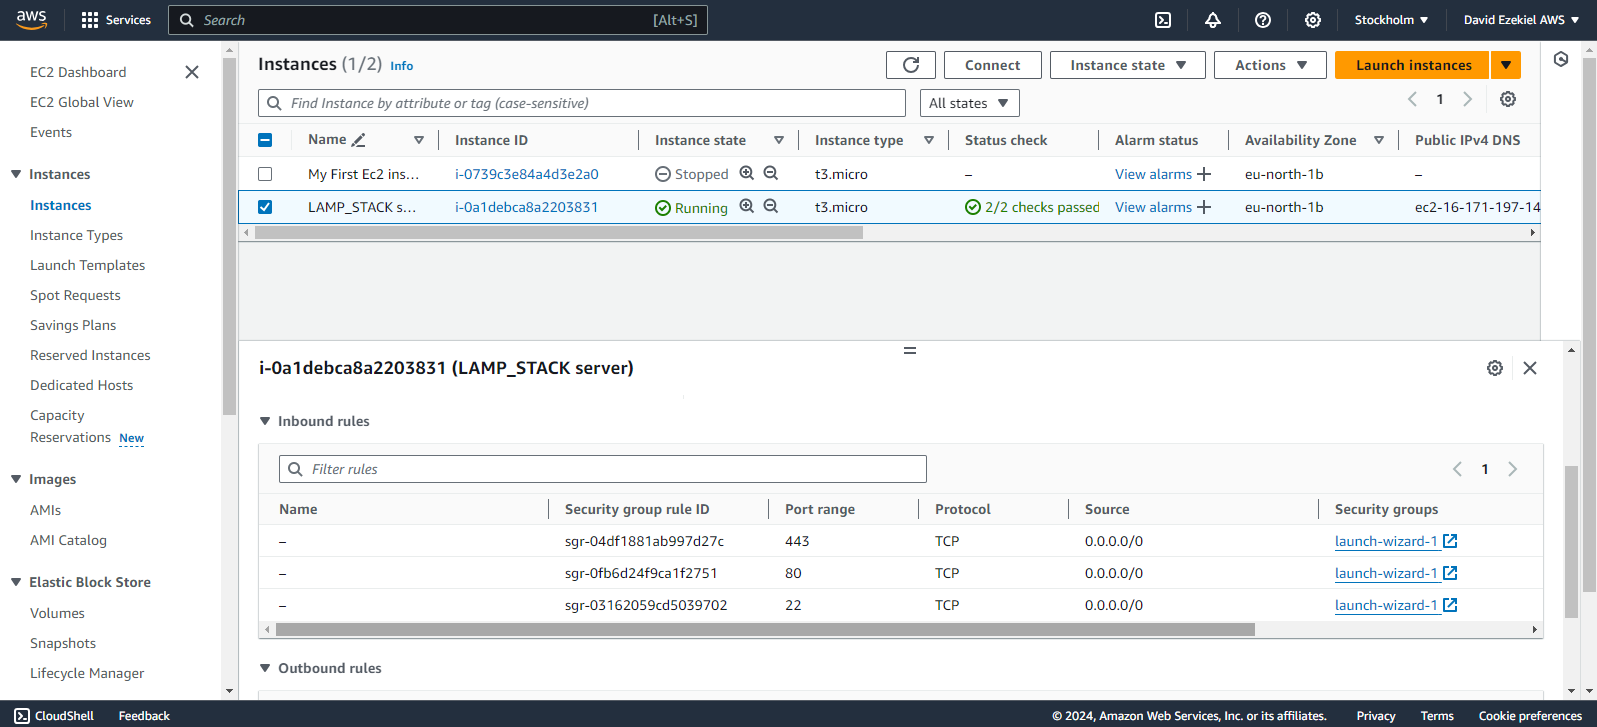 aws Services Search [Alt+S] Stockholm ▼ David Ezekiel AWS ▼
EC2 Dashboard
EC2 Global View
Events
Instances
Instances
Instance Types
Launch Templates
Spot Requests
Savings Plans
Reserved Instances
Dedicated Hosts
Capacity
Reservations New
Images
AMIs
AMI Catalog
Elastic Block Store
Volumes
Snapshots
Lifecycle Manager
Instances (1/2) Info Connect Instance state ▼ Actions ▼ Launch instances ▼
Find Instance by attribute or tag (case-sensitive) All states ▼ 1
Name Instance ID Instance state Instance type Status check Alarm status Availability Zone Public IPv4 DNS
My First Ec2 ins... i-0739c3e84a4d3e2a0 Stopped t3.micro – View alarms + eu-north-1b –
LAMP_STACK s... i-0a1debca8a2203831 Running t3.micro 2/2 checks passed View alarms + eu-north-1b ec2-16-171-197-14
i-0a1debca8a2203831 (LAMP_STACK server)
Inbound rules
Filter rules 1
Name Security group rule ID Port range Protocol Source Security groups
– sgr-04df1881ab997d27c 443 TCP 0.0.0.0/0 launch-wizard-1
– sgr-0fb6d24f9ca1f2751 80 TCP 0.0.0.0/0 launch-wizard-1
– sgr-03162059cd5039702 22 TCP 0.0.0.0/0 launch-wizard-1
Outbound rules
CloudShell Feedback © 2024, Amazon Web Services, Inc. or its affiliates. Privacy Terms Cookie preferences